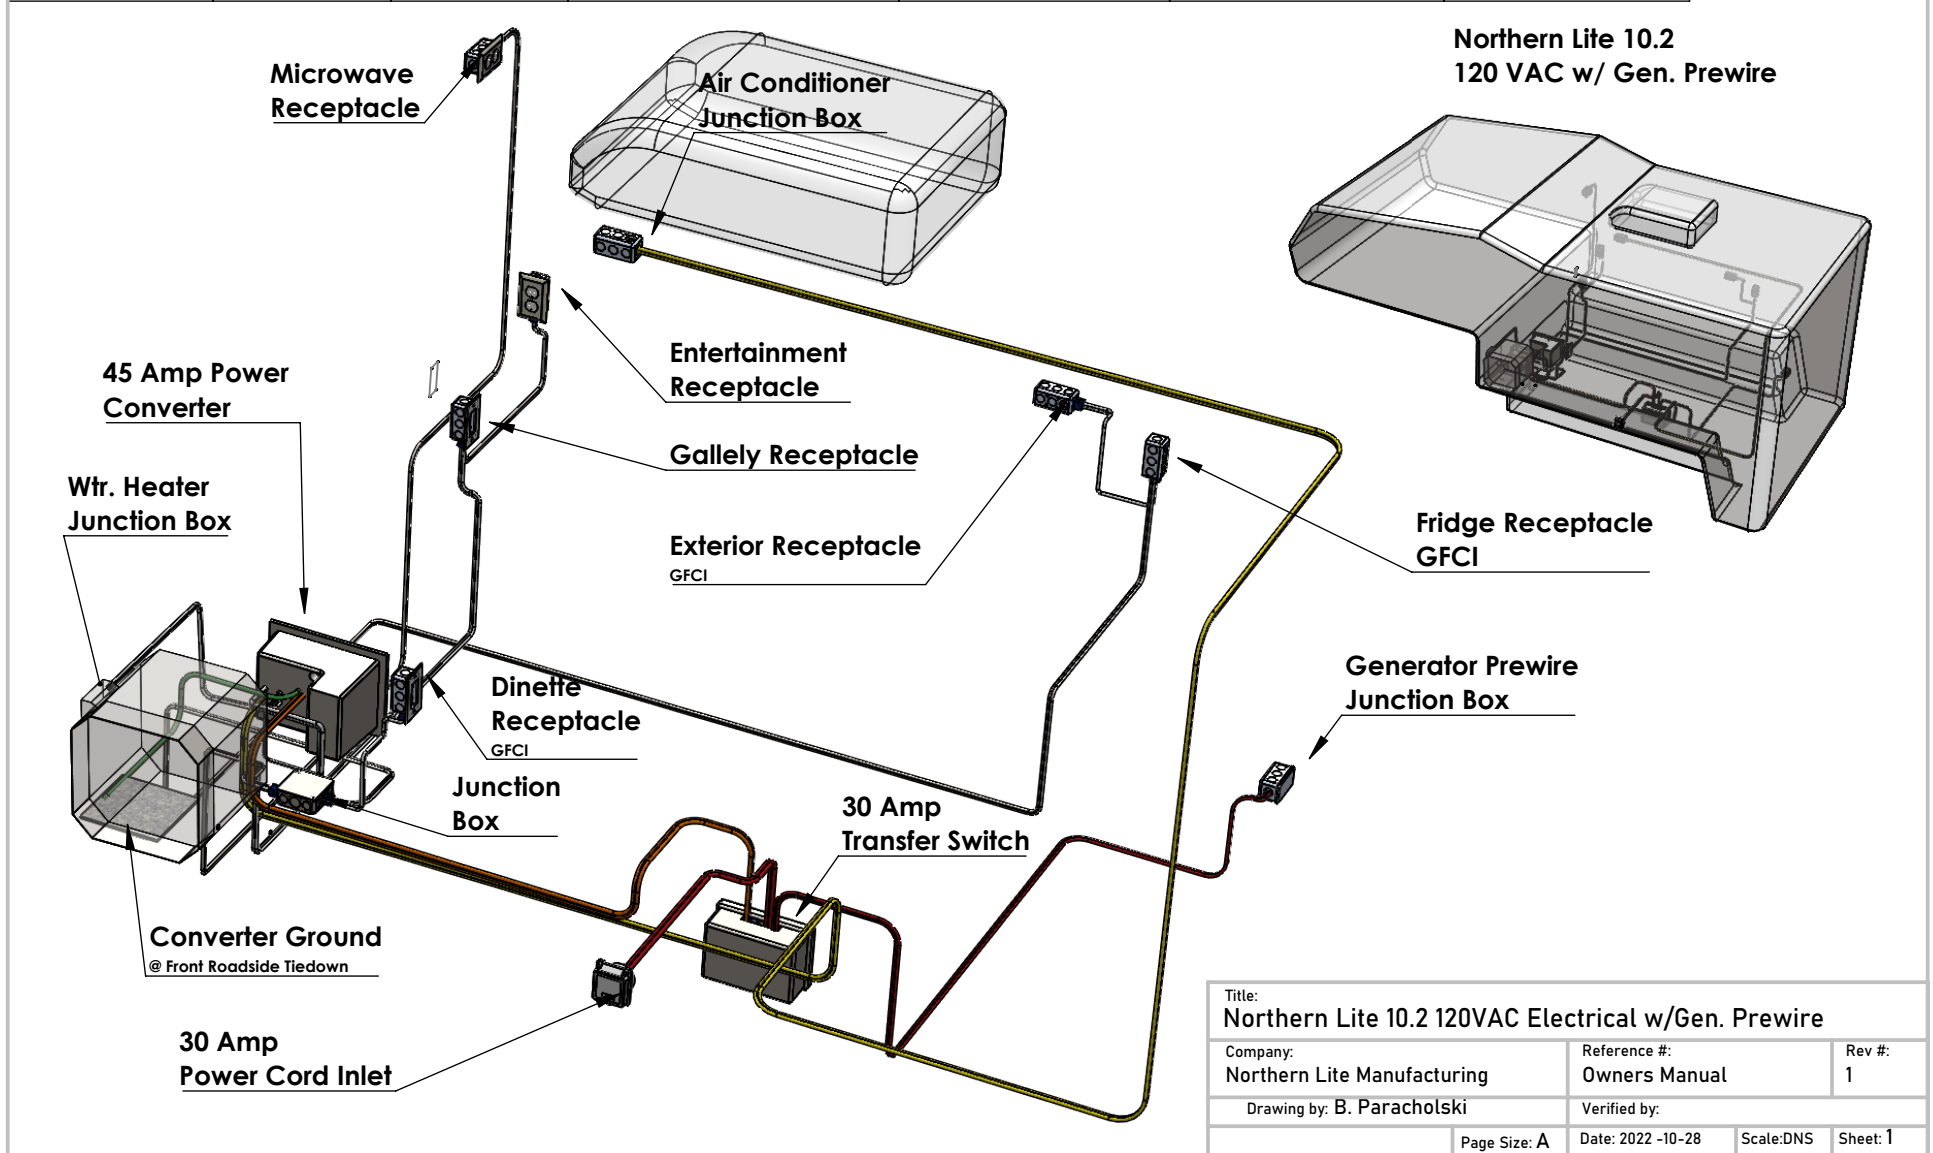 Northern Lite 10.2
120 VAC w/ Gen. Prewire
Microwave
Receptacle
Air Conditioner
Junction Box
Entertainment
Receptacle
45 Amp Power
Converter
Gallely Receptacle
Wtr. Heater
Junction Box
Exterior Receptacle
GFCI
Fridge Receptacle
GFCI
Dinette
Receptacle
GFCI
Generator Prewire
Junction Box
Junction
Box
30 Amp
Transfer Switch
Converter Ground
@ Front Roadside Tiedown
30 Amp
Power Cord Inlet
Title:
Northern Lite 10.2 120VAC Electrical w/Gen. Prewire
Company:
Northern Lite Manufacturing
Reference #:
Owners Manual
Rev #:
1
Drawing by: B. Paracholski
Verified by:
Page Size: A
Date: 2022 -10-28
Scale:DNS
Sheet: 1